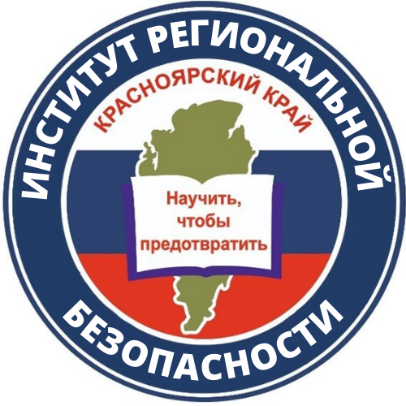 ИНСТИТУТ РЕГИОНАЛЬНОЙ
БЕЗОПАСНОСТИ
КРАСНОЯРСКИЙ КРАЙ
Научить,
чтобы
предотвратить